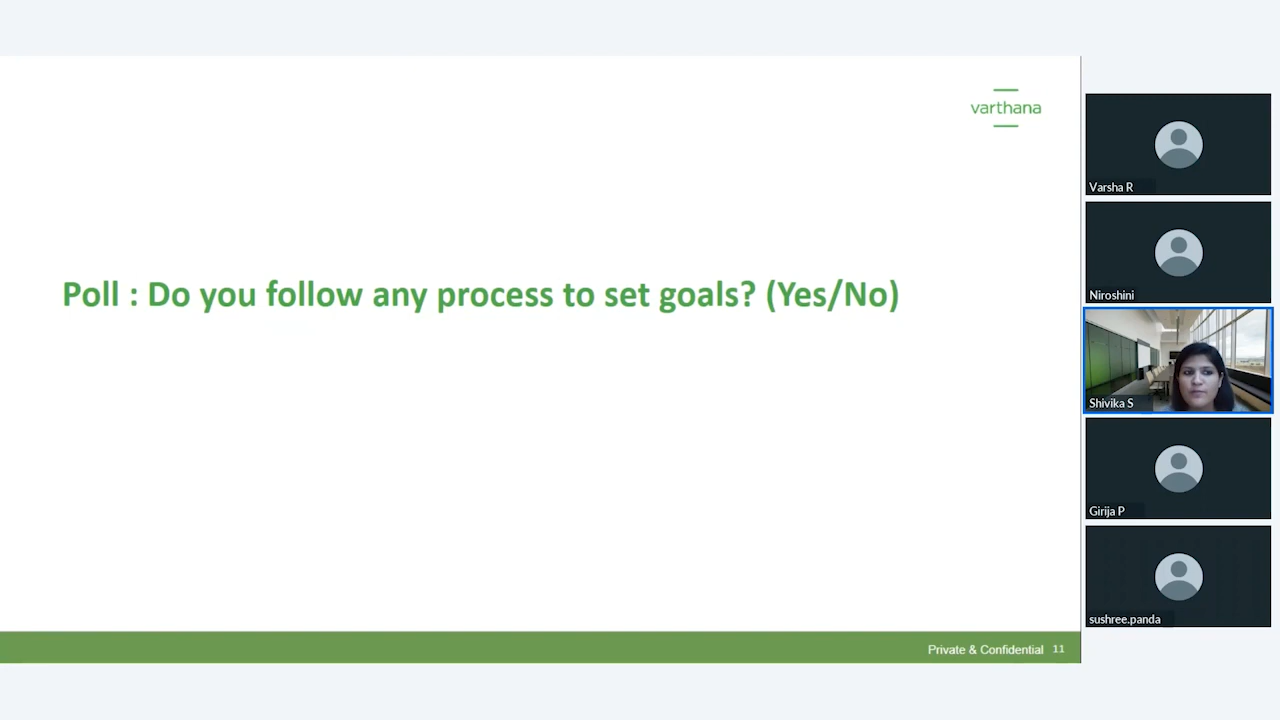 varthana
Poll : Do you follow any process to set goals? (Yes/No)
Private & Confidential 11
Varsha R
Niroshini
Shivika S
Girija P
sushree.panda